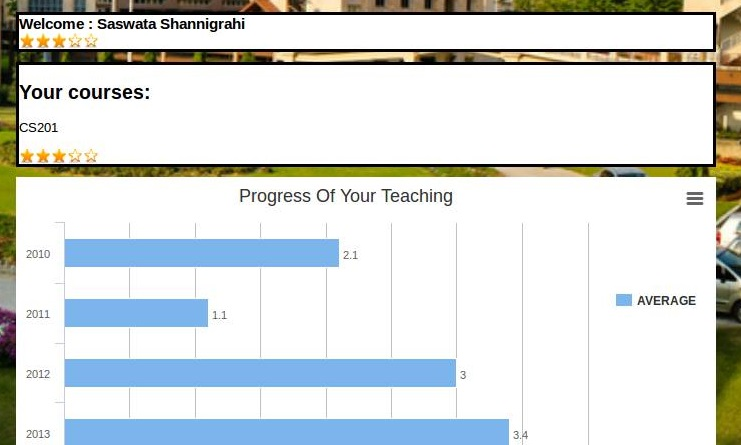 Welcome : Saswata Shannigrahi
Your courses:
CS201
Progress Of Your Teaching
2010 2.1
AVERAGE
2011 1.1
2012 3
2013 3.4